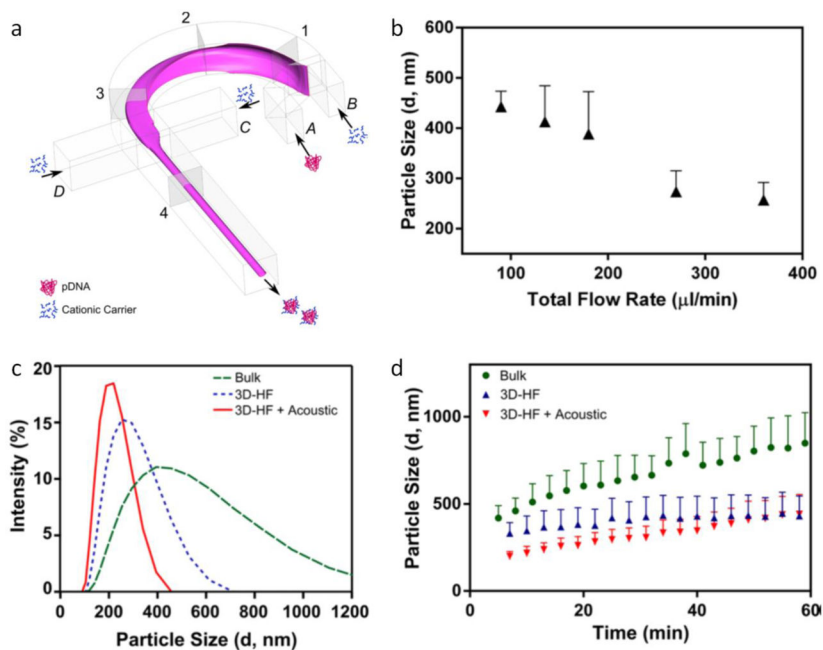 a
2
1
3
B
A
C
D
4
pDNA
Cationic Carrier
b
600
500
400
300
200
Particle Size (d, nm)
100
200
300
400
Total Flow Rate (µl/min)
c
20
15
10
5
0
Intensity (%)
Bulk
3D-HF
3D-HF + Acoustic
0
200
400
600
800
1000
1200
Particle Size (d, nm)
d
Bulk
3D-HF
3D-HF + Acoustic
1000
500
0
Particle Size (d, nm)
0
20
40
60
Time (min)